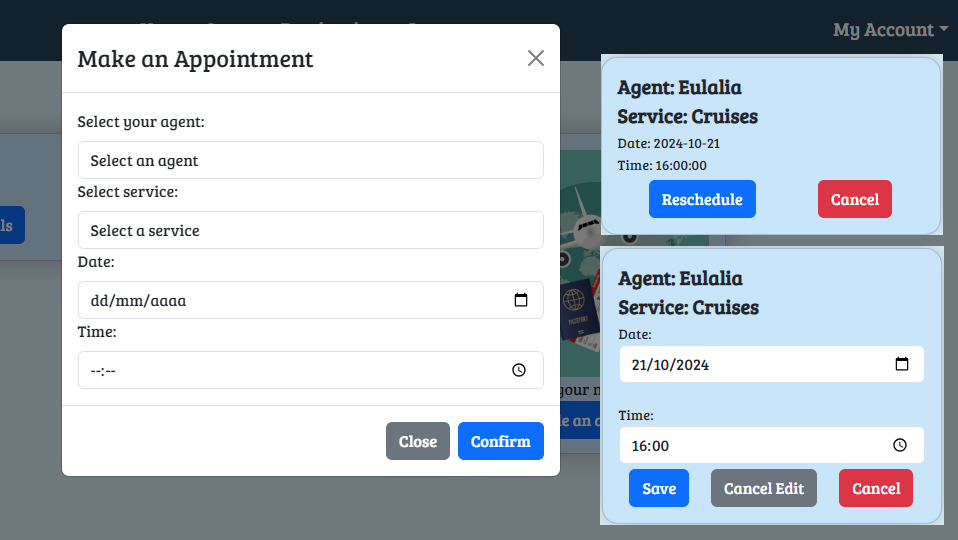 My Account
Make an Appointment
Select your agent:
Select an agent
Select service:
Select a service
Date:
dd/mm/aaaa
Time:
--:--
Close
Confirm
Agent: Eulalia
Service: Cruises
Date: 2024-10-21
Time: 16:00:00
Reschedule
Cancel
Agent: Eulalia
Service: Cruises
Date:
21/10/2024
Time:
16:00
Save
Cancel Edit
Cancel
PASSPORT
your